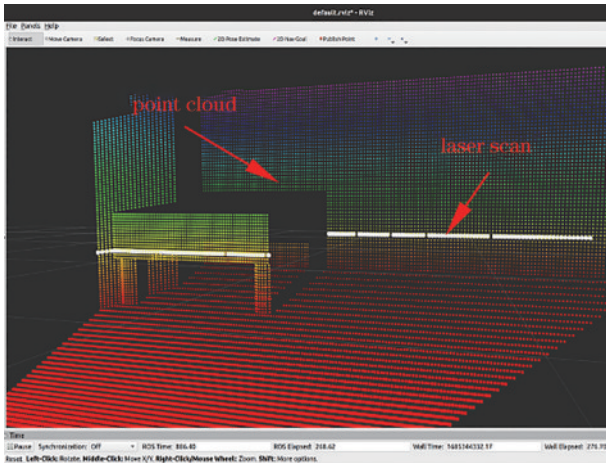 default.rviz* - RViz
File Panels Help
Interact Move Camera Select Focus Camera Measure 2D Pose Estimate 2D Nav Goal Publish Point
point cloud
laser scan
Time
Pause Synchronization: Off ROS Time: 806.40 ROS Elapsed: 268.62 Wall Time: Wall Elapsed:
Reset Left-Click: Rotate. Middle-Click: Move X/Y. Right-Click/Mouse Wheel: Zoom. Shift: More options.